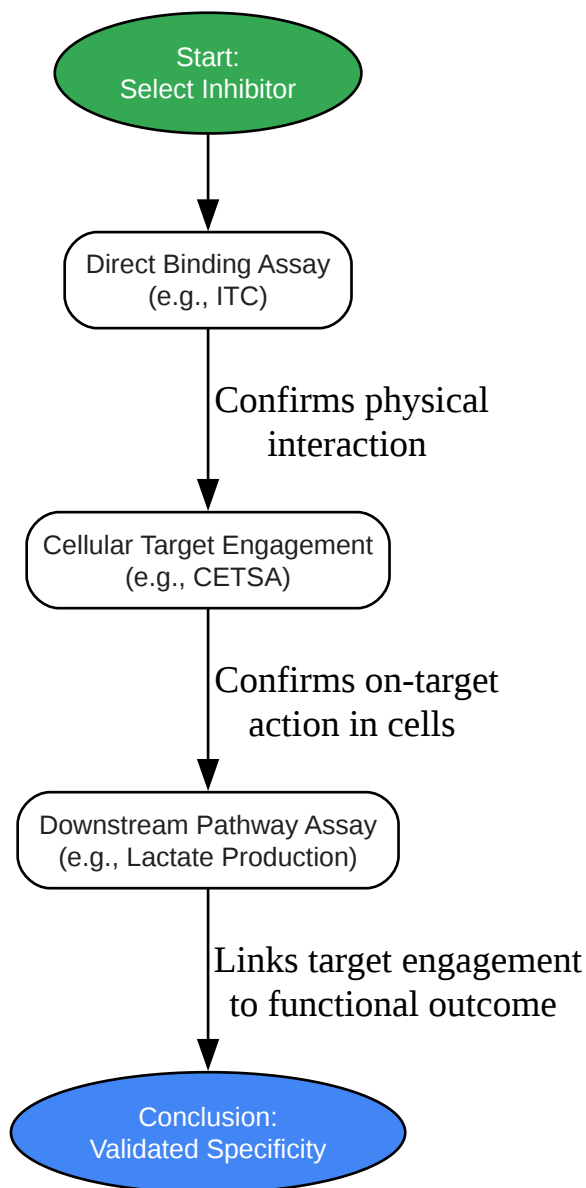 Start:
Select Inhibitor
Direct Binding Assay
(e.g., ITC)
Confirms physical
interaction
Cellular Target Engagement
(e.g., CETSA)
Confirms on-target
action in cells
Downstream Pathway Assay
(e.g., Lactate Production)
Links target engagement
to functional outcome
Conclusion:
Validated Specificity